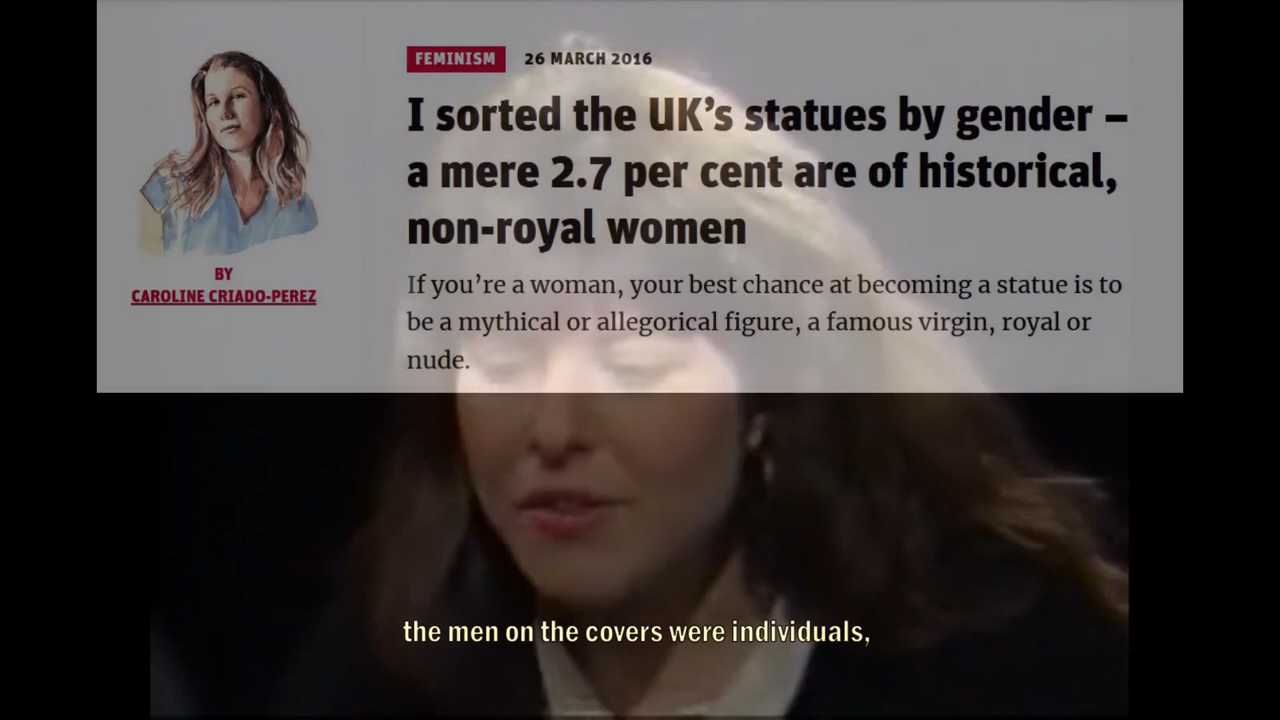 FEMINISM 26 MARCH 2016
I sorted the UK’s statues by gender –
a mere 2.7 per cent are of historical,
non-royal women
If you’re a woman, your best chance at becoming a statue is to
be a mythical or allegorical figure, a famous virgin, royal or
nude.
BY
CAROLINE CRIADO-PEREZ
the men on the covers were individuals,